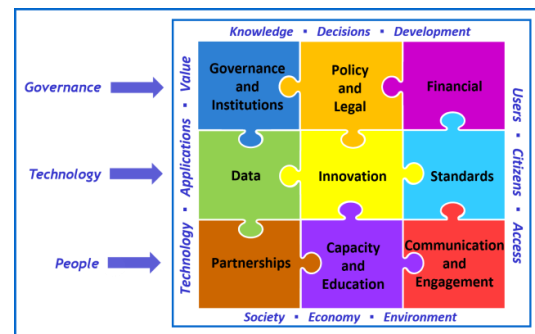 Knowledge ▪ Decisions ▪ Development
Governance
Technology
People
Technology ▪ Applications ▪ Value
Governance
and
Institutions
Policy
and
Legal
Financial
Data
Innovation
Standards
Partnerships
Capacity
and
Education
Communication
and
Engagement
Users ▪ Citizens ▪ Access
Society ▪ Economy ▪ Environment